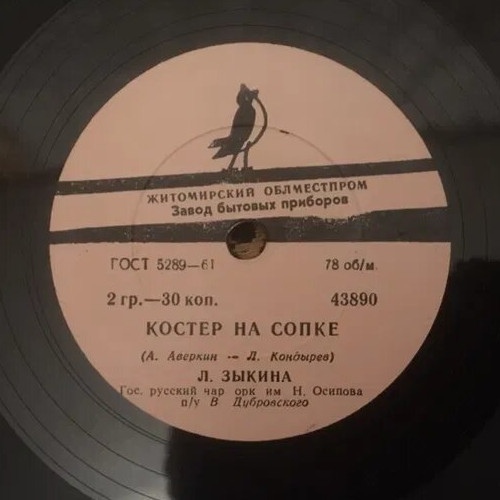 ЖИТОМИРСКИЙ ОБЛМЕСТПРОМ
Завод бытовых приборов
ГОСТ 5289—61 78 об/м.
2 гр.—30 коп. 43890
КОСТЕР НА СОПКЕ
(А. Аверкин — Л. Кондырев)
Л. ЗЫКИНА
Гос. русский нар орк им Н. Осипова
п/у В Дубровского